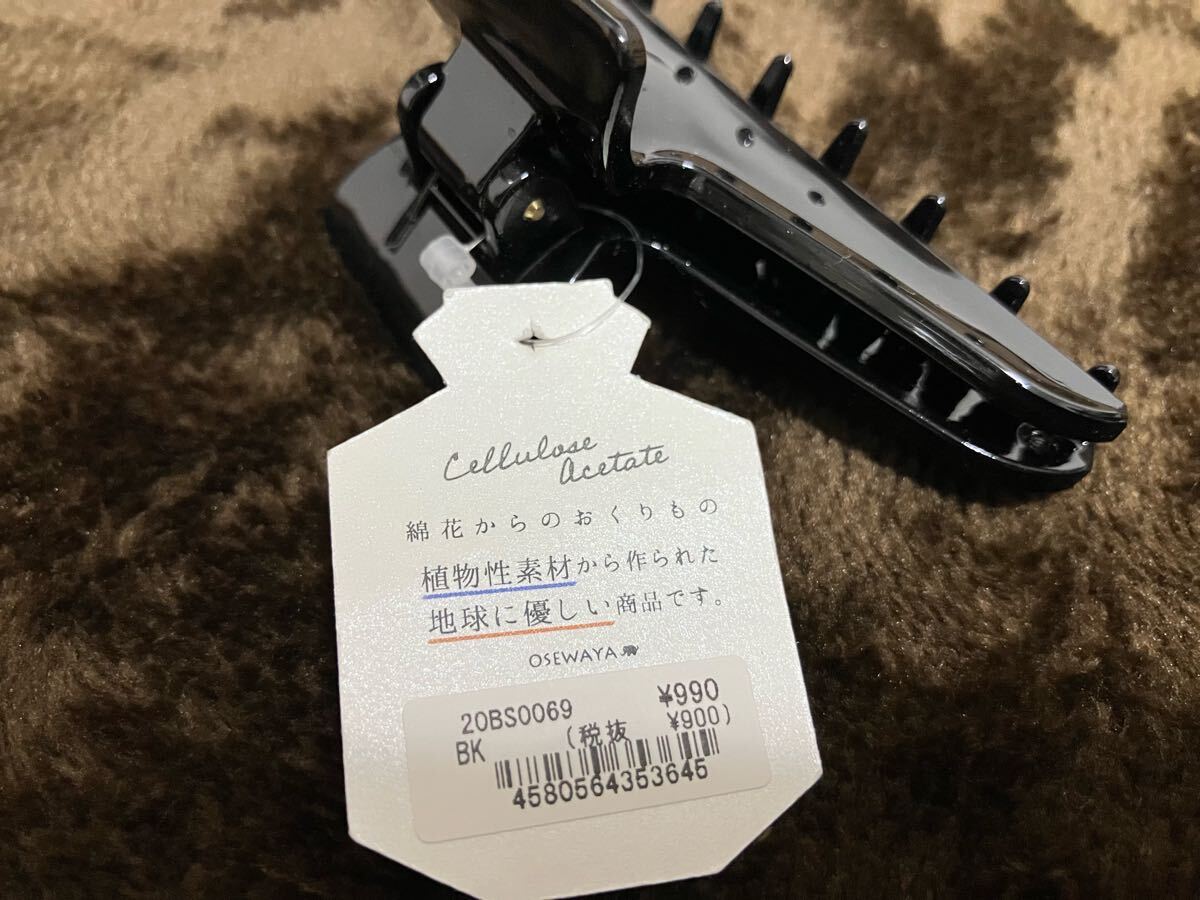 Cellulose
Acetate
綿花からのおくりもの
植物性素材から作られた
地球に優しい商品です。
OSEWAYA
20BS0069 ¥990
BK (税抜 ¥900)
4580564353645